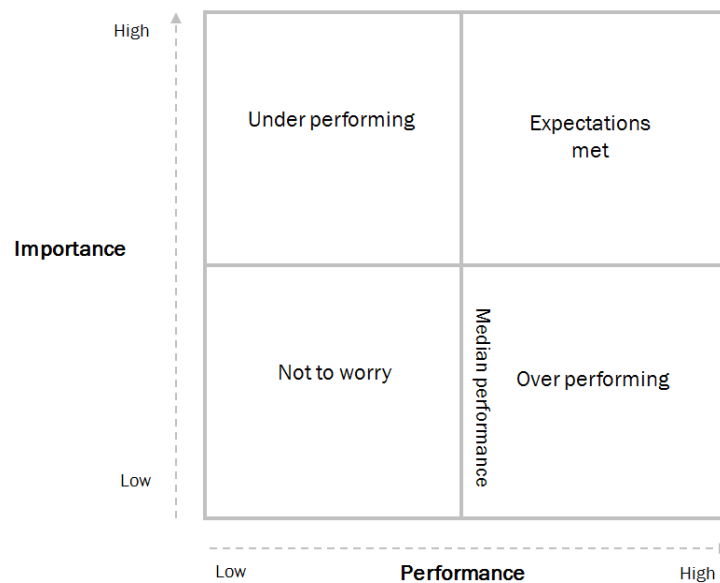 High
Under performing
Expectations
met
Importance
Not to worry
Median performance
Over performing
Low
Low
Performance
High